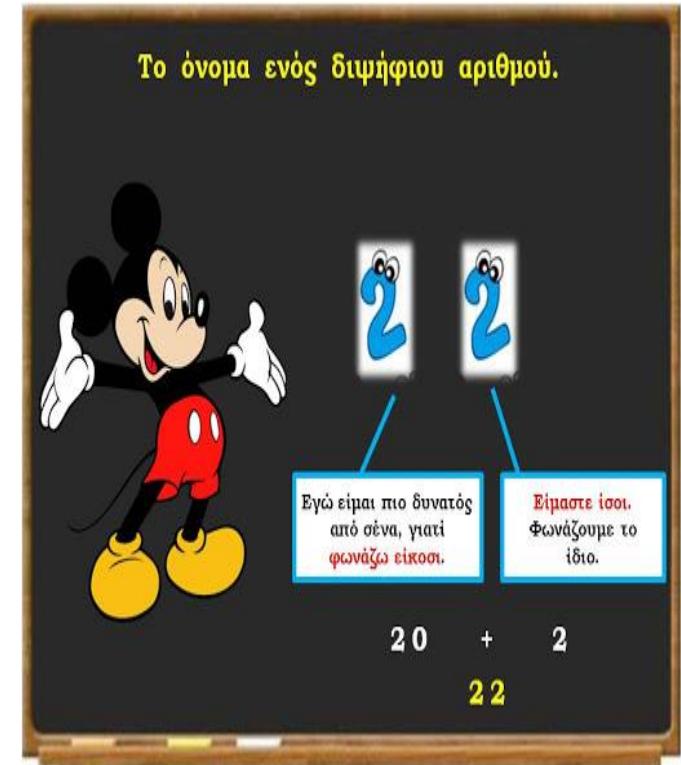 Το όνομα ενός διψήφιου αριθμού.
2 2
Εγώ είμαι πιο δυνατός
από σένα, γιατί
φωνάζω είκοσι.
Είμαστε ίσοι.
Φωνάζουμε το
ίδιο.
20 + 2
22